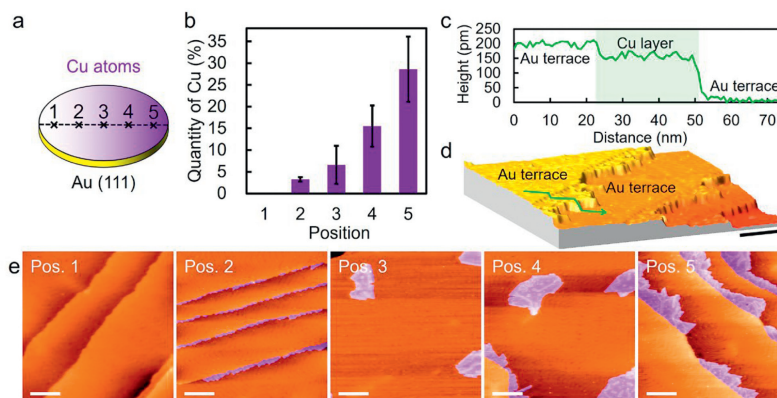 a
Cu atoms
1 2 3 4 5
Au (111)
b
Quantity of Cu (%)
35
30
25
20
15
10
5
0
1 2 3 4 5
Position
c
Height (pm)
250
200
150
100
50
0
Au terrace
Cu layer
Au terrace
0 10 20 30 40 50 60 70
Distance (nm)
d
Au terrace
Au terrace
e
Pos. 1
Pos. 2
Pos. 3
Pos. 4
Pos. 5